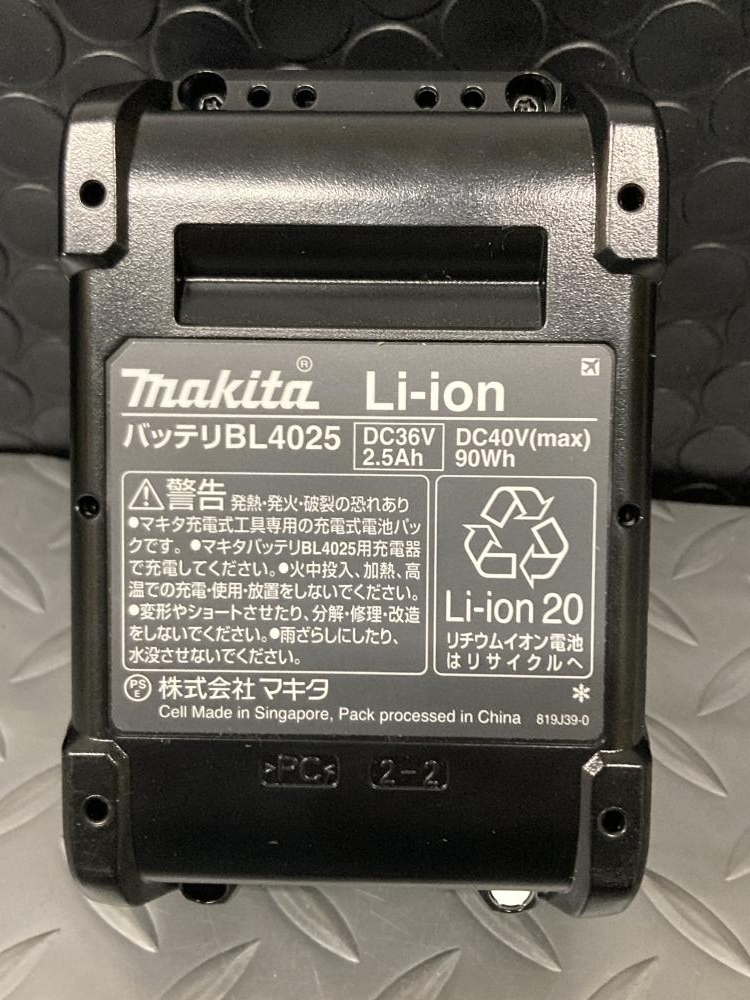 makita® Li-ion
バッテリBL4025 DC36V 2.5Ah DC40V(max) 90Wh
警告 発熱・発火・破裂の恐れあり
●マキタ充電式工具専用の充電式電池パッ
クです。●マキタバッテリBL4025用充電器
で充電してください。●火中投入、加熱、高
温での充電・使用・放置をしないでください。
●変形やショートさせたり、分解・修理・改造
をしないでください。●雨ざらしにしたり、
水没させないでください。
Li-ion 20
リチウムイオン電池
はリサイクルへ
PS E 株式会社 マキタ
Cell Made in Singapore, Pack processed in China 819J39-0
>PC< 2-2